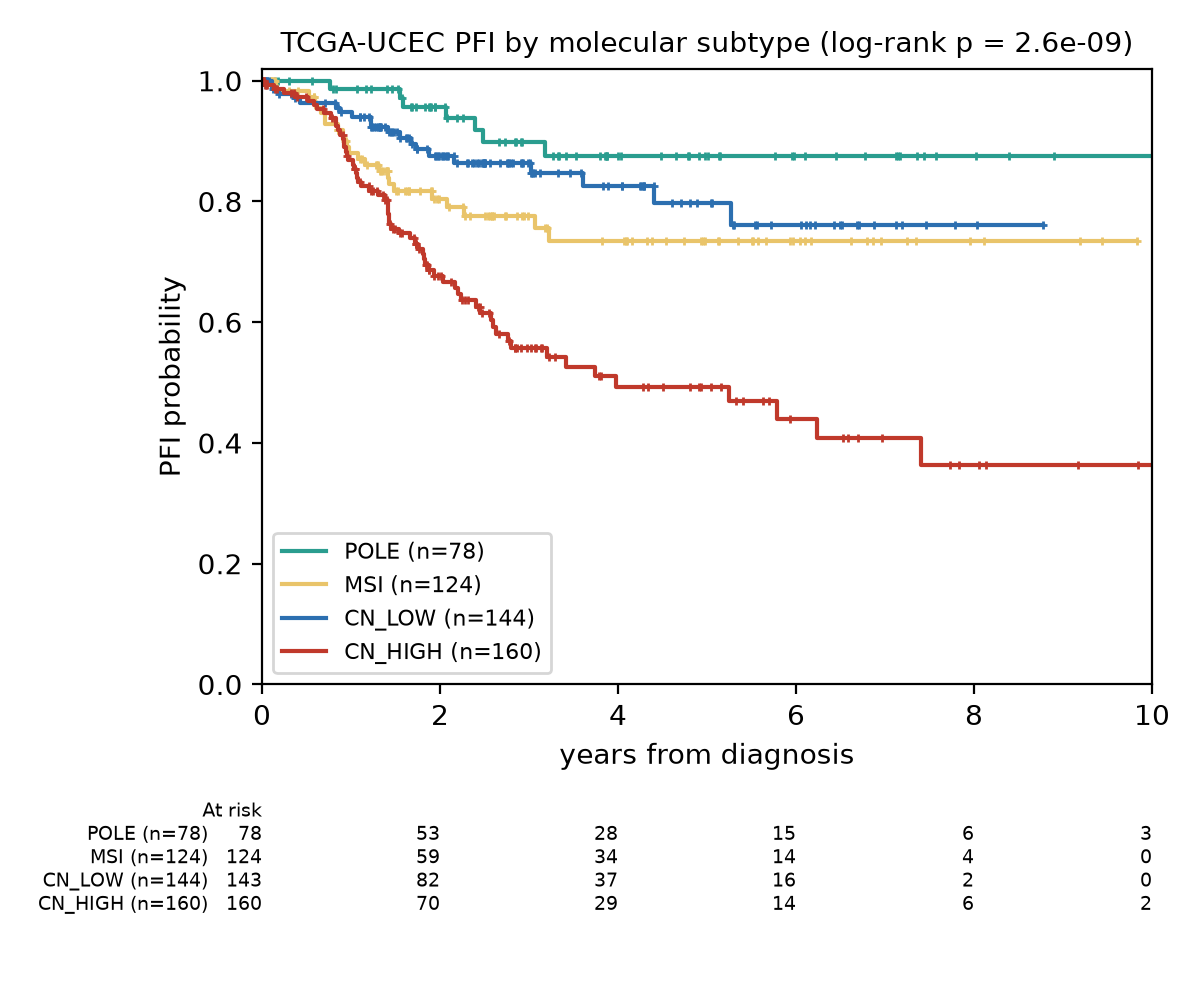 TCGA-UCEC PFI by molecular subtype (log-rank p = 2.6e-09)
1.0
0.8
0.6
0.4
0.2
0.0
PFI probability
POLE (n=78)
MSI (n=124)
CN_LOW (n=144)
CN_HIGH (n=160)
0 2 4 6 8 10
years from diagnosis
At risk
POLE (n=78) 78 53 28 15 6 3
MSI (n=124) 124 59 34 14 4 0
CN_LOW (n=144) 143 82 37 16 2 0
CN_HIGH (n=160) 160 70 29 14 6 2